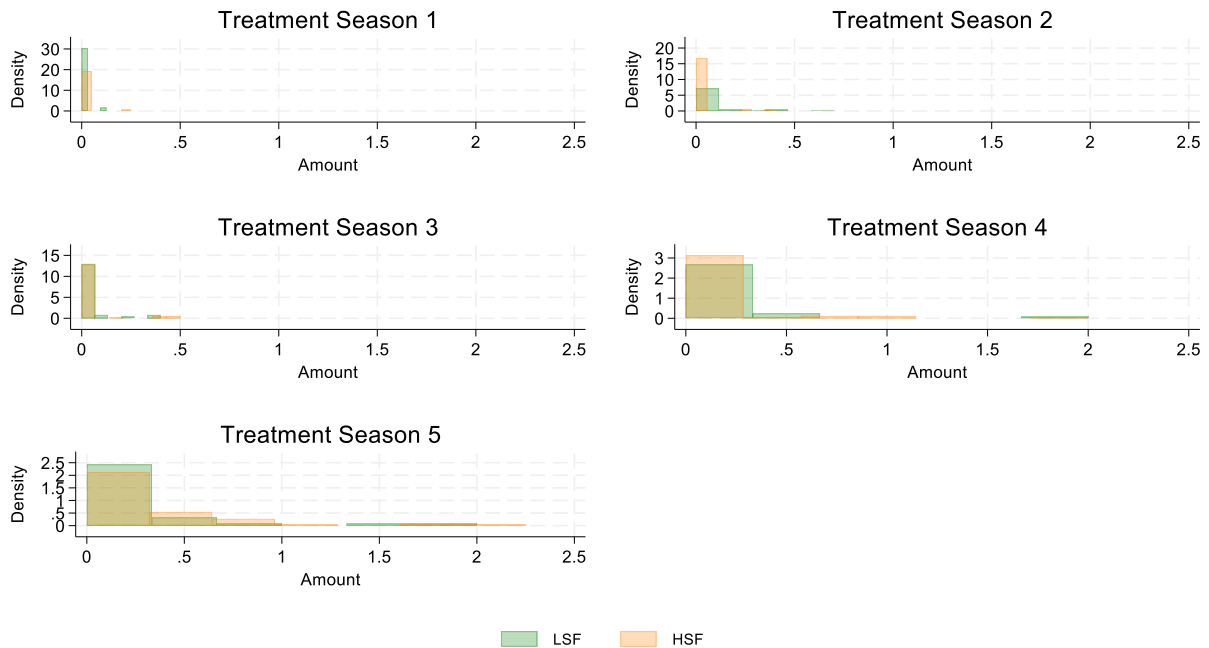 Treatment Season 1
Density
30
20
10
0
0 .5 1 1.5 2 2.5
Amount
Treatment Season 2
Density
20
15
10
5
0
0 .5 1 1.5 2 2.5
Amount
Treatment Season 3
Density
15
10
5
0
0 .5 1 1.5 2 2.5
Amount
Treatment Season 4
Density
3
2
1
0
0 .5 1 1.5 2 2.5
Amount
Treatment Season 5
Density
2.5
2
1.5
1
.5
0
0 .5 1 1.5 2 2.5
Amount
LSF HSF